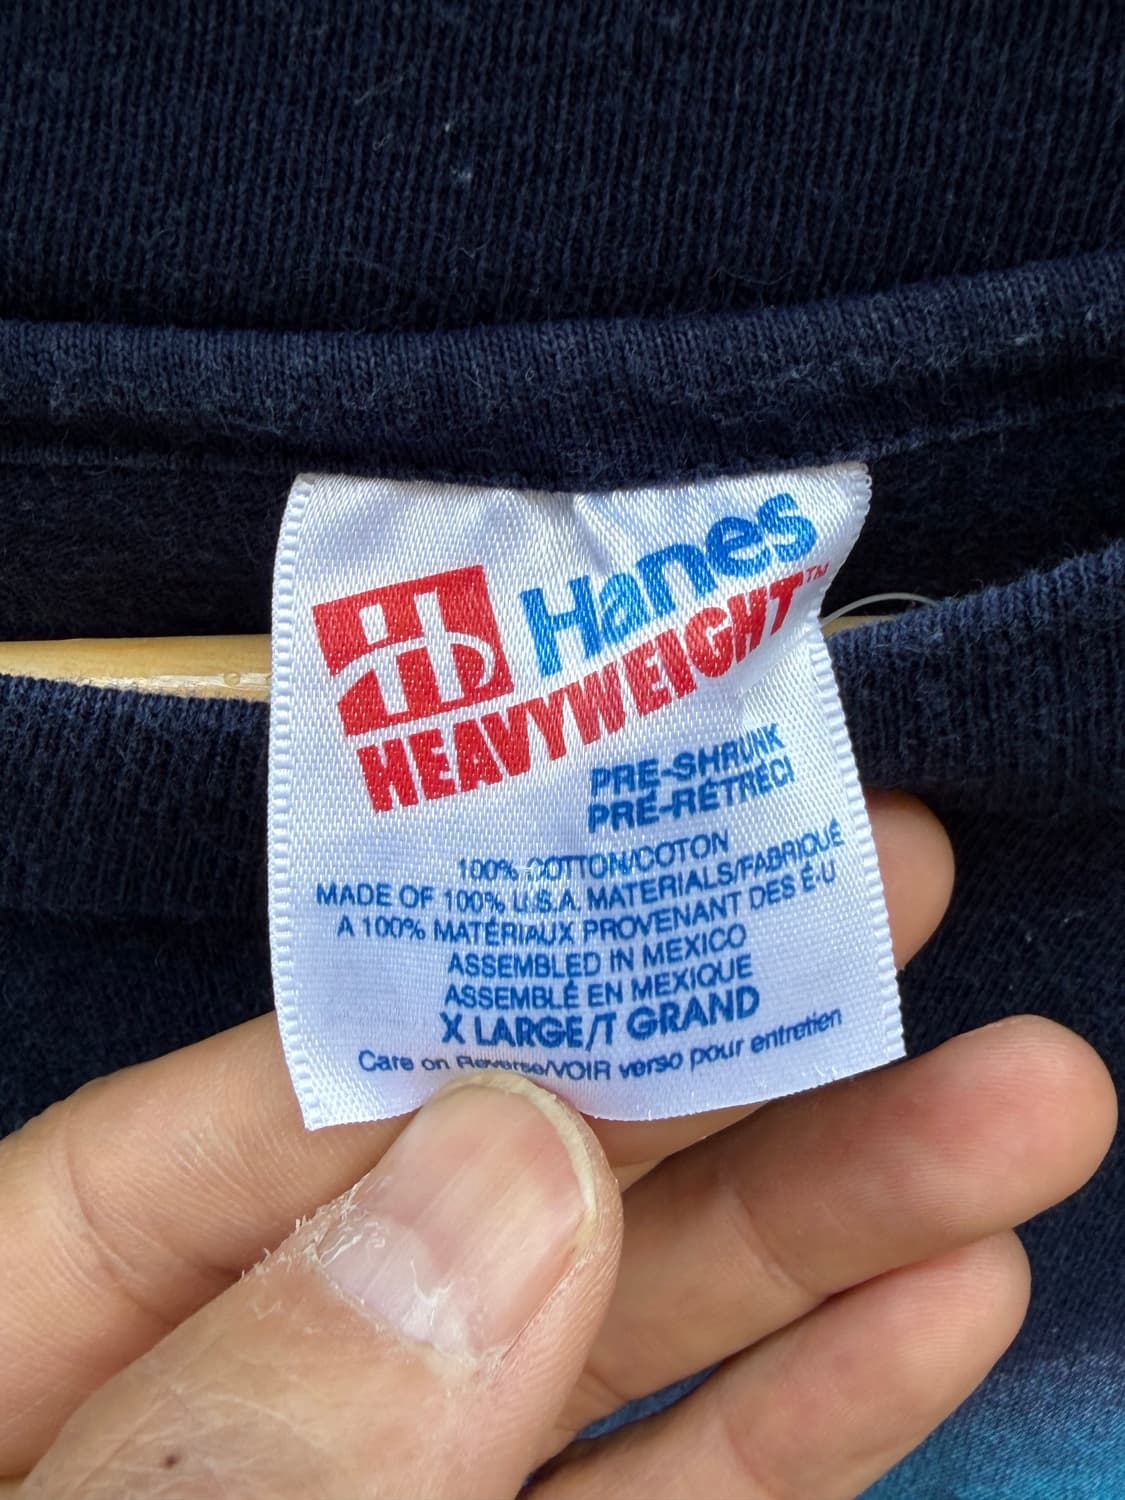 Hanes
HEAVYWEIGHT™
PRE-SHRUNK
PRÉ-RÉTRÉCI
100% COTTON/COTON
MADE OF 100% U.S.A. MATERIALS/FABRIQUÉ
A 100% MATÉRIAUX PROVENANT DES É-U
ASSEMBLED IN MEXICO
ASSEMBLÉ EN MEXIQUE
X LARGE/T GRAND
Care on Reverse/VOIR verso pour entretien